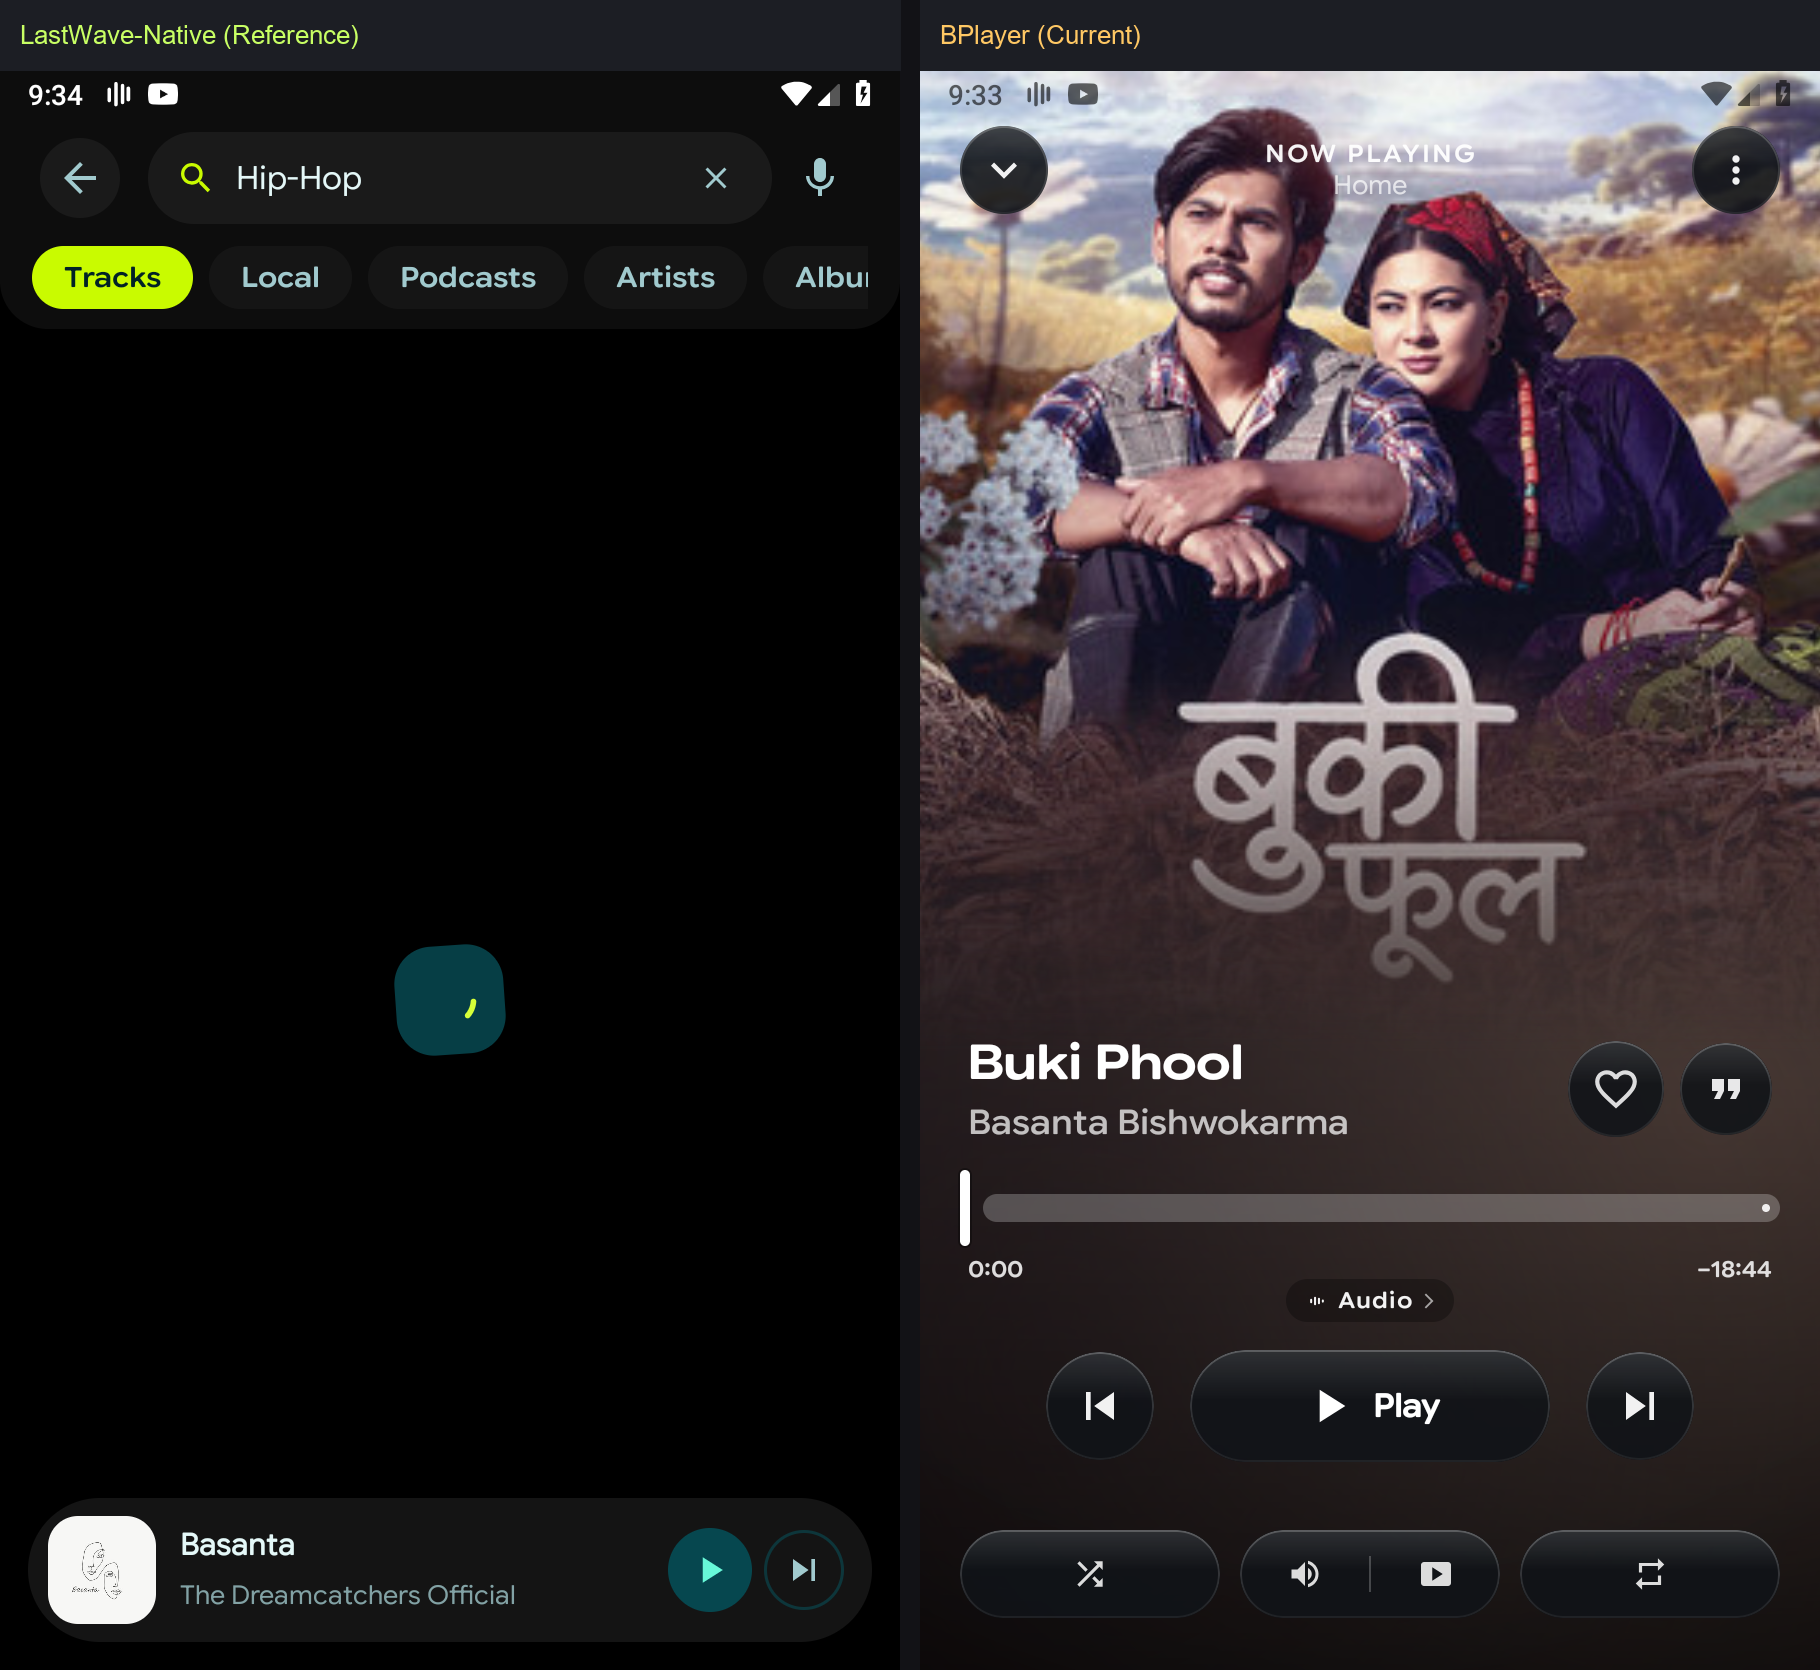 LastWave-Native (Reference)
9:34
Hip-Hop
Tracks
Local
Podcasts
Artists
Albu
Basanta
The Dreamcatchers Official
BPlayer (Current)
9:33
NOW PLAYING
Home
बुकी
फूल
Buki Phool
Basanta Bishwokarma
0:00
-18:44
Audio
Play